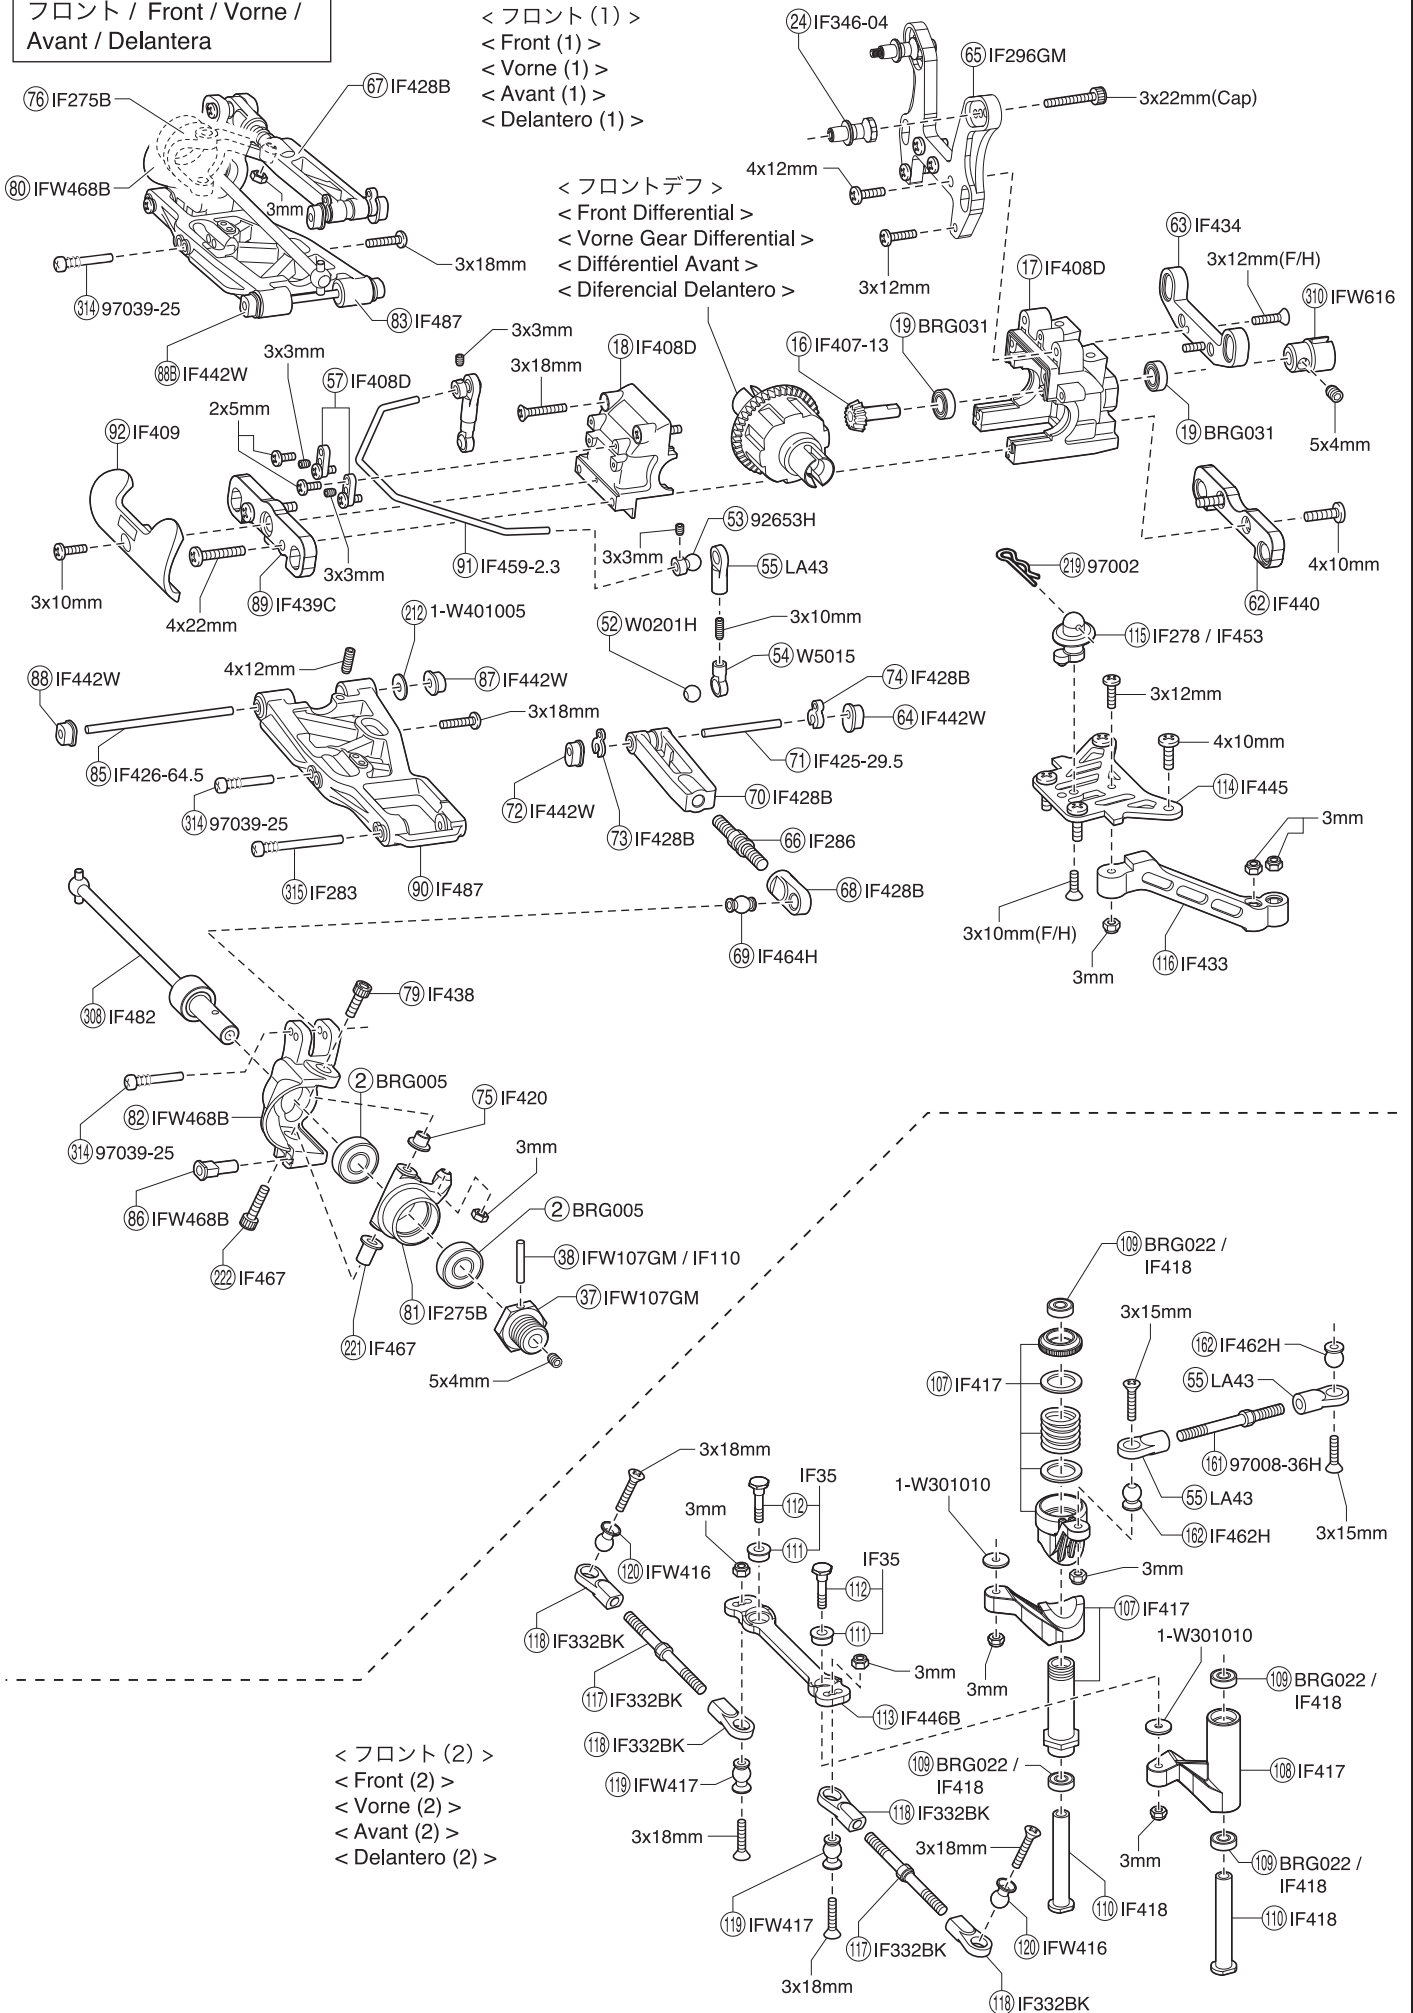 フロント / Front / Vorne /
Avant / Delantera
< フロント (1) >
< Front (1) >
< Vorne (1) >
< Avant (1) >
< Delantero (1) >
24 IF346-04
65 IF296GM
3x22mm(Cap)
76 IF275B
67 IF428B
80 IFW468B
3mm
4x12mm
3x12mm
< フロントデフ >
< Front Differential >
< Vorne Gear Differential >
< Différentiel Avant >
< Diferencial Delantero >
3x18mm
314 97039-25
83 IF487
88B IF442W
63 IF434
3x12mm(F/H)
17 IF408D
310 IFW616
3x3mm
18 IF408D
16 IF407-13
19 BRG031
3x3mm
57 IF408D
3x18mm
2x5mm
92 IF409
19 BRG031
5x4mm
3x3mm
53 92653H
3x3mm
91 IF459-2.3
55 LA43
219 97002
4x10mm
3x10mm
89 IF439C
4x22mm
212 1-W401005
52 W0201H
3x10mm
62 IF440
115 IF278 / IF453
4x12mm
54 W5015
88 IF442W
87 IF442W
74 IF428B
3x12mm
3x18mm
64 IF442W
4x10mm
85 IF426-64.5
71 IF425-29.5
114 IF445
314 97039-25
72 IF442W
70 IF428B
3mm
73 IF428B
66 IF286
315 IF283
90 IF487
68 IF428B
3x10mm(F/H)
69 IF464H
3mm
116 IF433
79 IF438
308 IF482
2 BRG005
75 IF420
82 IFW468B
314 97039-25
3mm
86 IFW468B
2 BRG005
38 IFW107GM / IF110
222 IF467
81 IF275B
37 IFW107GM
221 IF467
5x4mm
109 BRG022 /
IF418
3x15mm
162 IF462H
107 IF417
55 LA43
161 97008-36H
55 LA43
3x18mm
IF35
1-W301010
112
3mm
162 IF462H
3x15mm
111
IF35
120 IFW416
112
3mm
107 IF417
118 IF332BK
111
1-W301010
3mm
3mm
117 IF332BK
109 BRG022 /
IF418
113 IF446B
118 IF332BK
< フロント (2) >
< Front (2) >
< Vorne (2) >
< Avant (2) >
< Delantero (2) >
109 BRG022 /
IF418
108 IF417
119 IFW417
118 IF332BK
3x18mm
3x18mm
3mm
109 BRG022 /
IF418
119 IFW417
110 IF418
110 IF418
117 IF332BK
120 IFW416
3x18mm
118 IF332BK